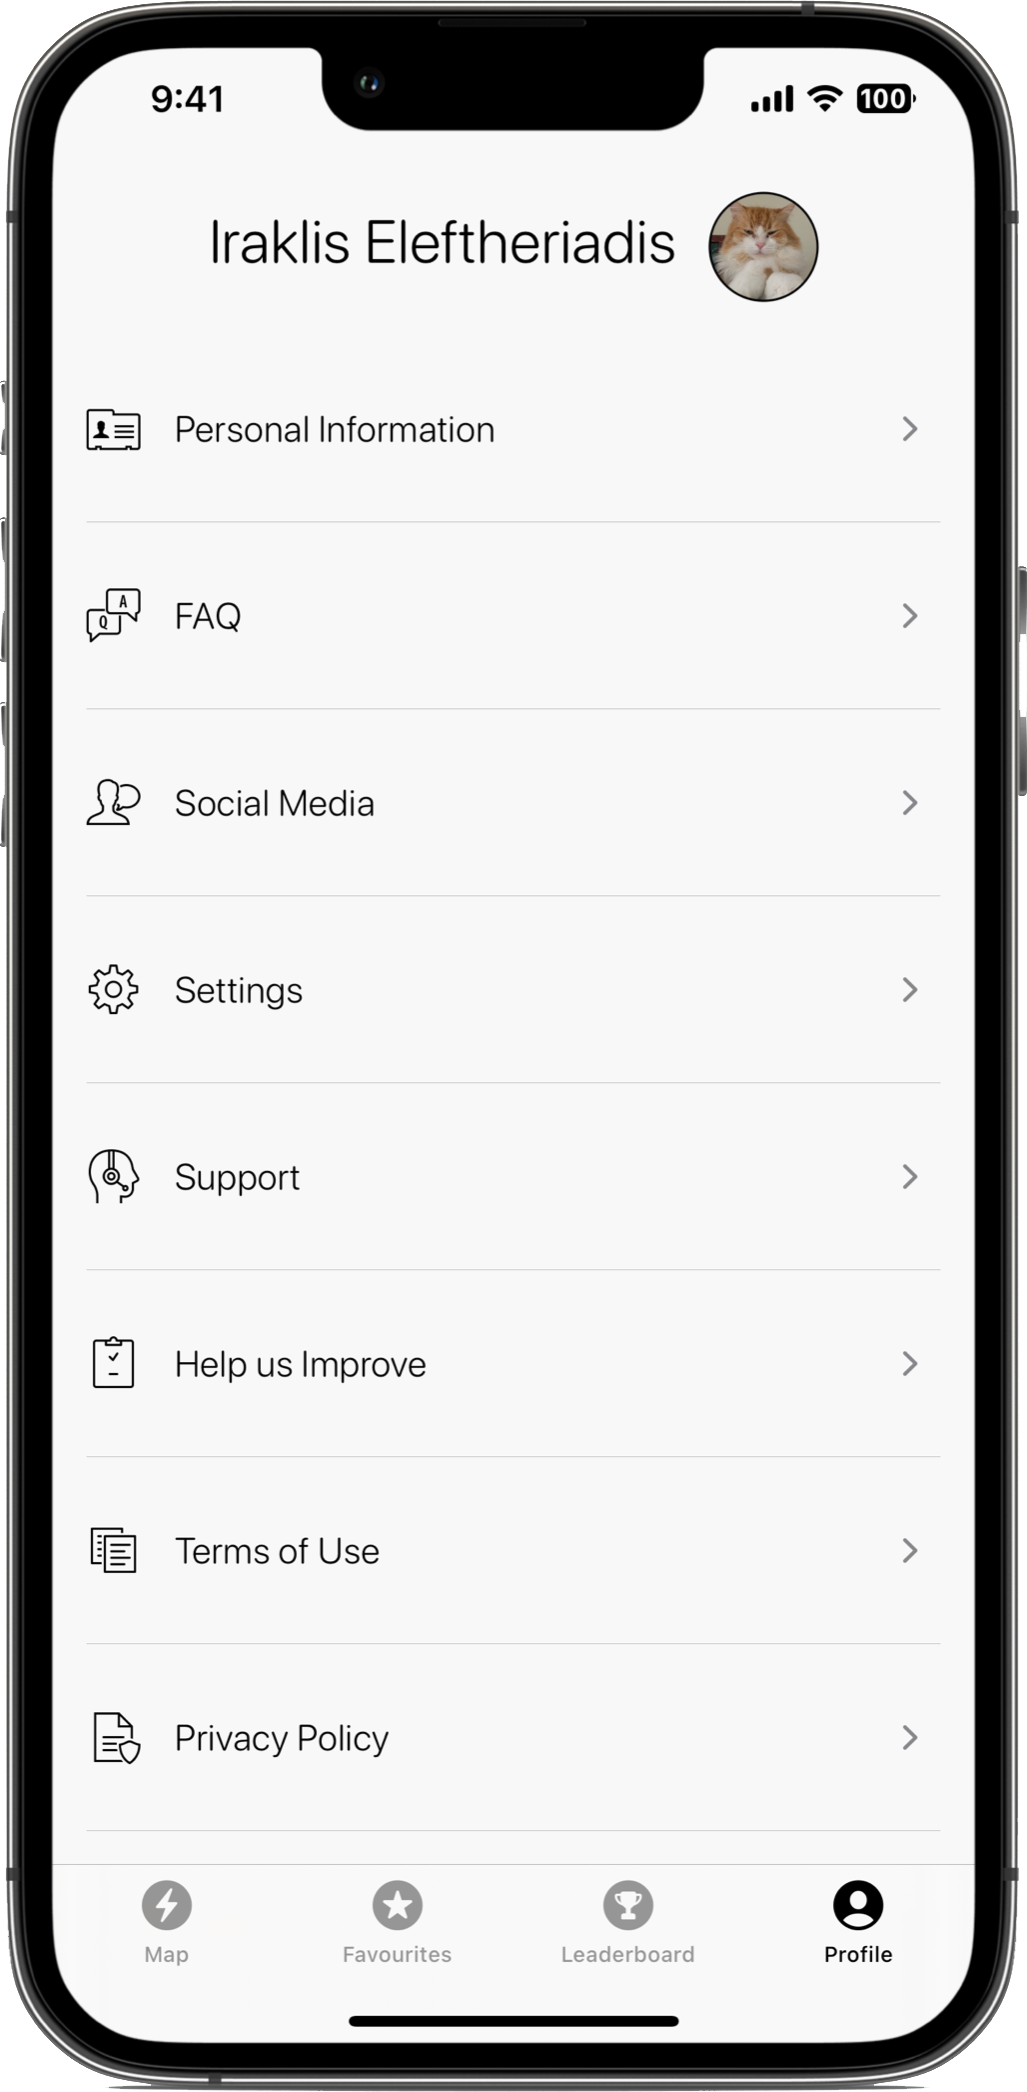 9:41
100
Iraklis Eleftheriadis
Personal Information
A
Q
FAQ
Social Media
Settings
Support
Help us Improve
Terms of Use
Privacy Policy
Map Favourites Leaderboard Profile